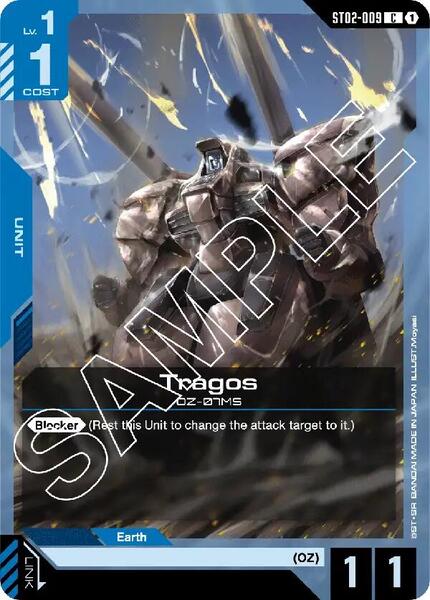 Lv. 1
1
COST
ST02-009 C 1
UNIT
SAMPLE
Tragos
OZ-07MS
Blocker (Rest this Unit to change the attack target to it.)
©ST・SR BANDAI MADE IN JAPAN ILLUST:Moyasi
Earth
LINK
(OZ)
1 1